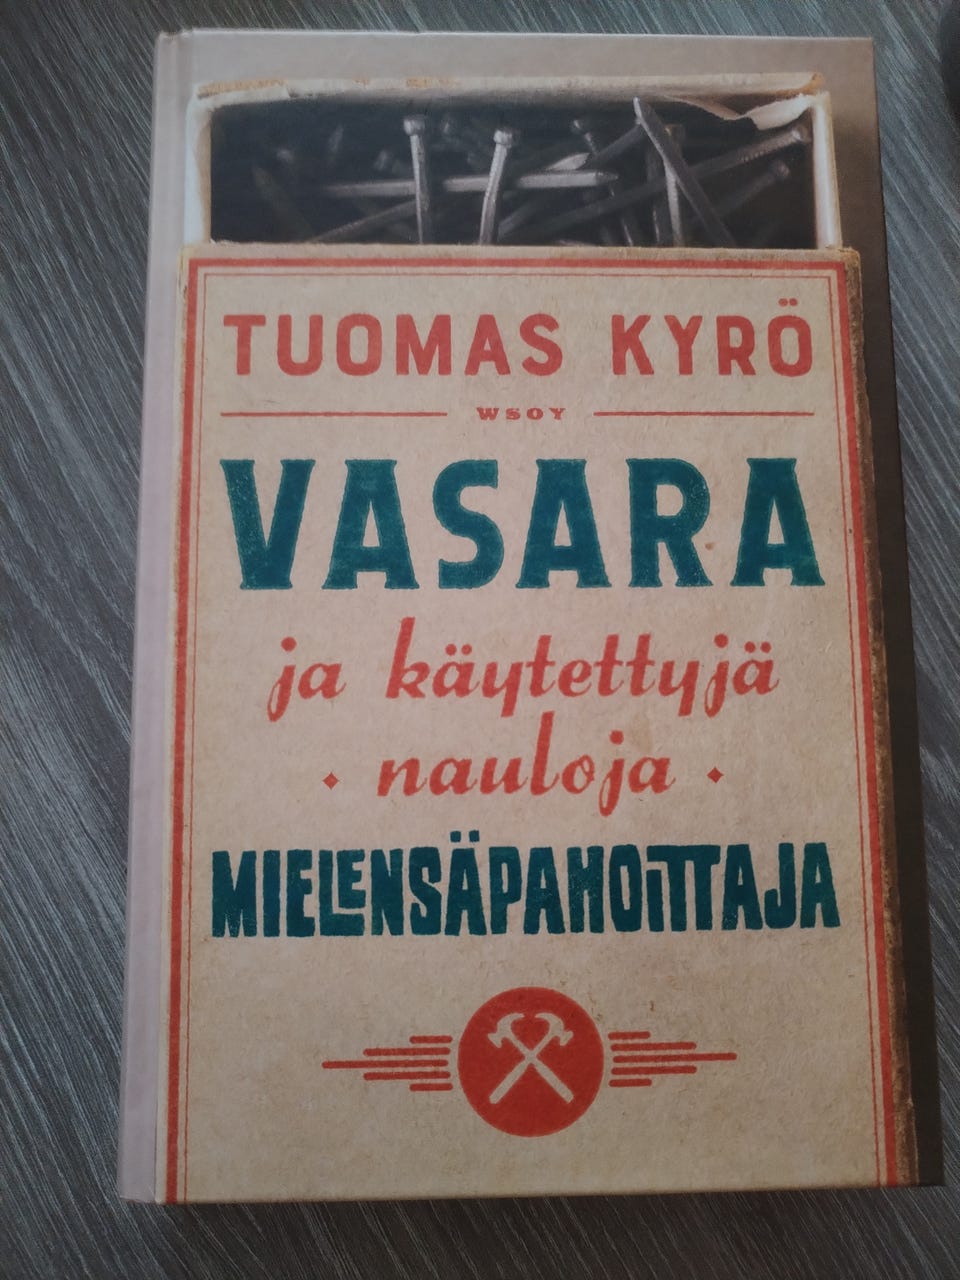 TUOMAS KYRÖ
WSOY
VASARA
ja käytettyjä
nauloja
MIELENSÄPAHOITTAJA